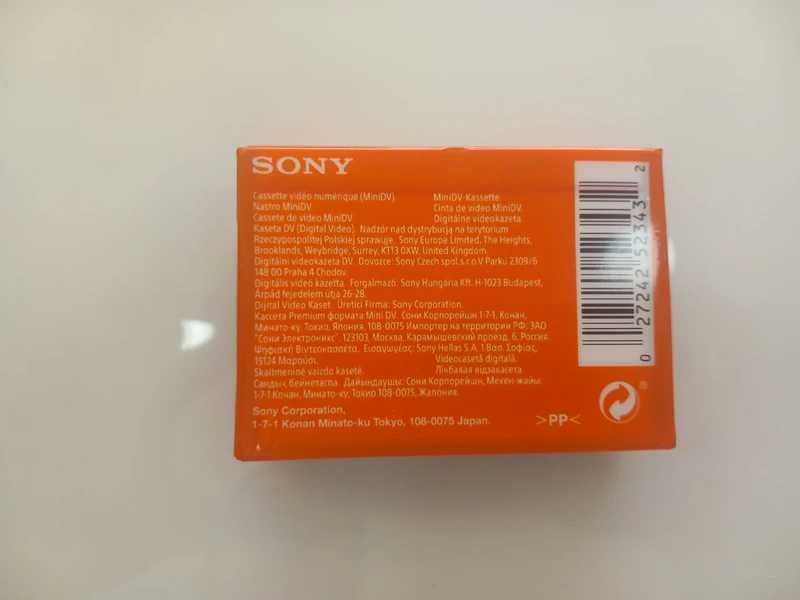 SONY
Cassette vidéo numérique (MiniDV). MiniDV-Kassette.
Nastro MiniDV. Cinta de vídeo MiniDV.
Cassete de vídeo MiniDV Digitálne videokazeta.
Kaseta DV (Digital Video). Nadzór nad dystrybucją na terytorium
Rzeczypospolitej Polskiej sprawuje: Sony Europe Limited. The Heights,
Brooklands, Weybridge, Surrey, KT13 0XW, United Kingdom.
Digitální videokazeta DV. Dovozce: Sony Czech spol.s.r.o V Parku 2309/6
148 00 Praha 4 Chodov.
Digitális videó kazetta. Forgalmazó: Sony Hungária Kft. H-1023 Budapest,
Árpád fejedelem útja 26-28.
Dijital Video Kaset. Üretici Firma: Sony Corporation.
Кассета Premium формата Mini DV. Сони Корпорейшн 1-7-1, Конан,
Минато-ку, Токио, Япония, 108-0075 Импортер на территории РФ: ЗАО
"Сони Электроникс" 123103, Москва, Карамышевский проезд, 6, Россия.
Ψηφιακή Βιντεοκασέτα. Εισαγωγέας: Sony Hellas S.A. 1 Βασ. Σοφίας,
15124 Μαρούσι. Videocasetă digitală.
Skaitmeninė vaizdo kasetė. Лічбавая відэакасета.
Сандық бейнетаспа. Дайындаушы: Сони Корпорейшн, Мекен-жайы:
1-7-1 Конан, Минато-ку, Токио 108-0075, Жапония.
Sony Corporation,
1-7-1 Konan Minato-ku Tokyo, 108-0075 Japan.
>PP<
0 27242 52343 2